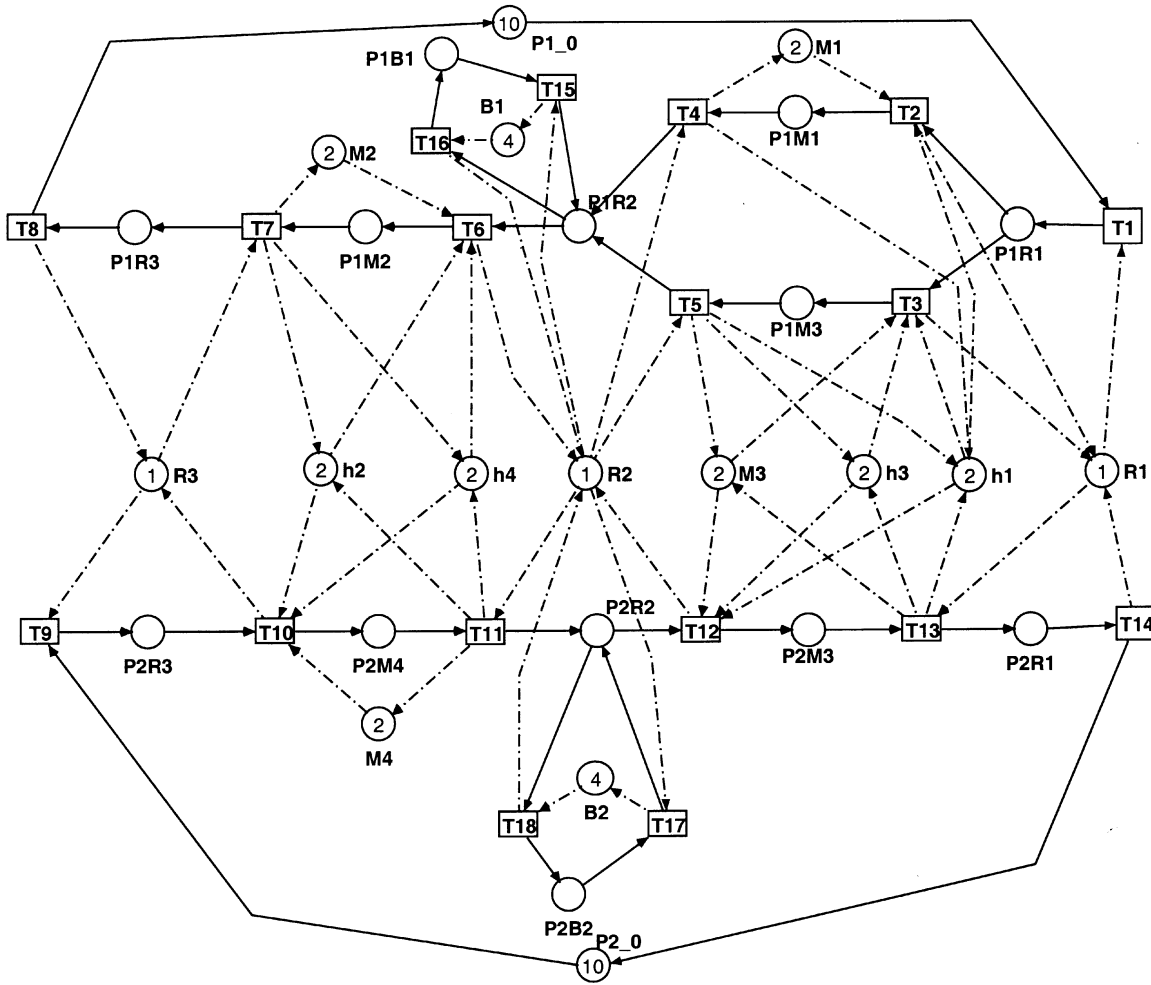 10
P1_0
P1B1
2 M1
T15
B1
T4
T2
P1M1
4
T16
2 M2
P1R2
T8
T7
T6
T1
P1R3
P1M2
P1R1
T5
T3
P1M3
1 R3
2 h2
2 h4
1 R2
2 M3
2 h3
2 h1
1 R1
P2R2
T9
T10
T11
T12
T13
T14
P2R3
P2M4
P2M3
P2R1
2
M4
4
B2
T18
T17
P2B2
P2_0
10